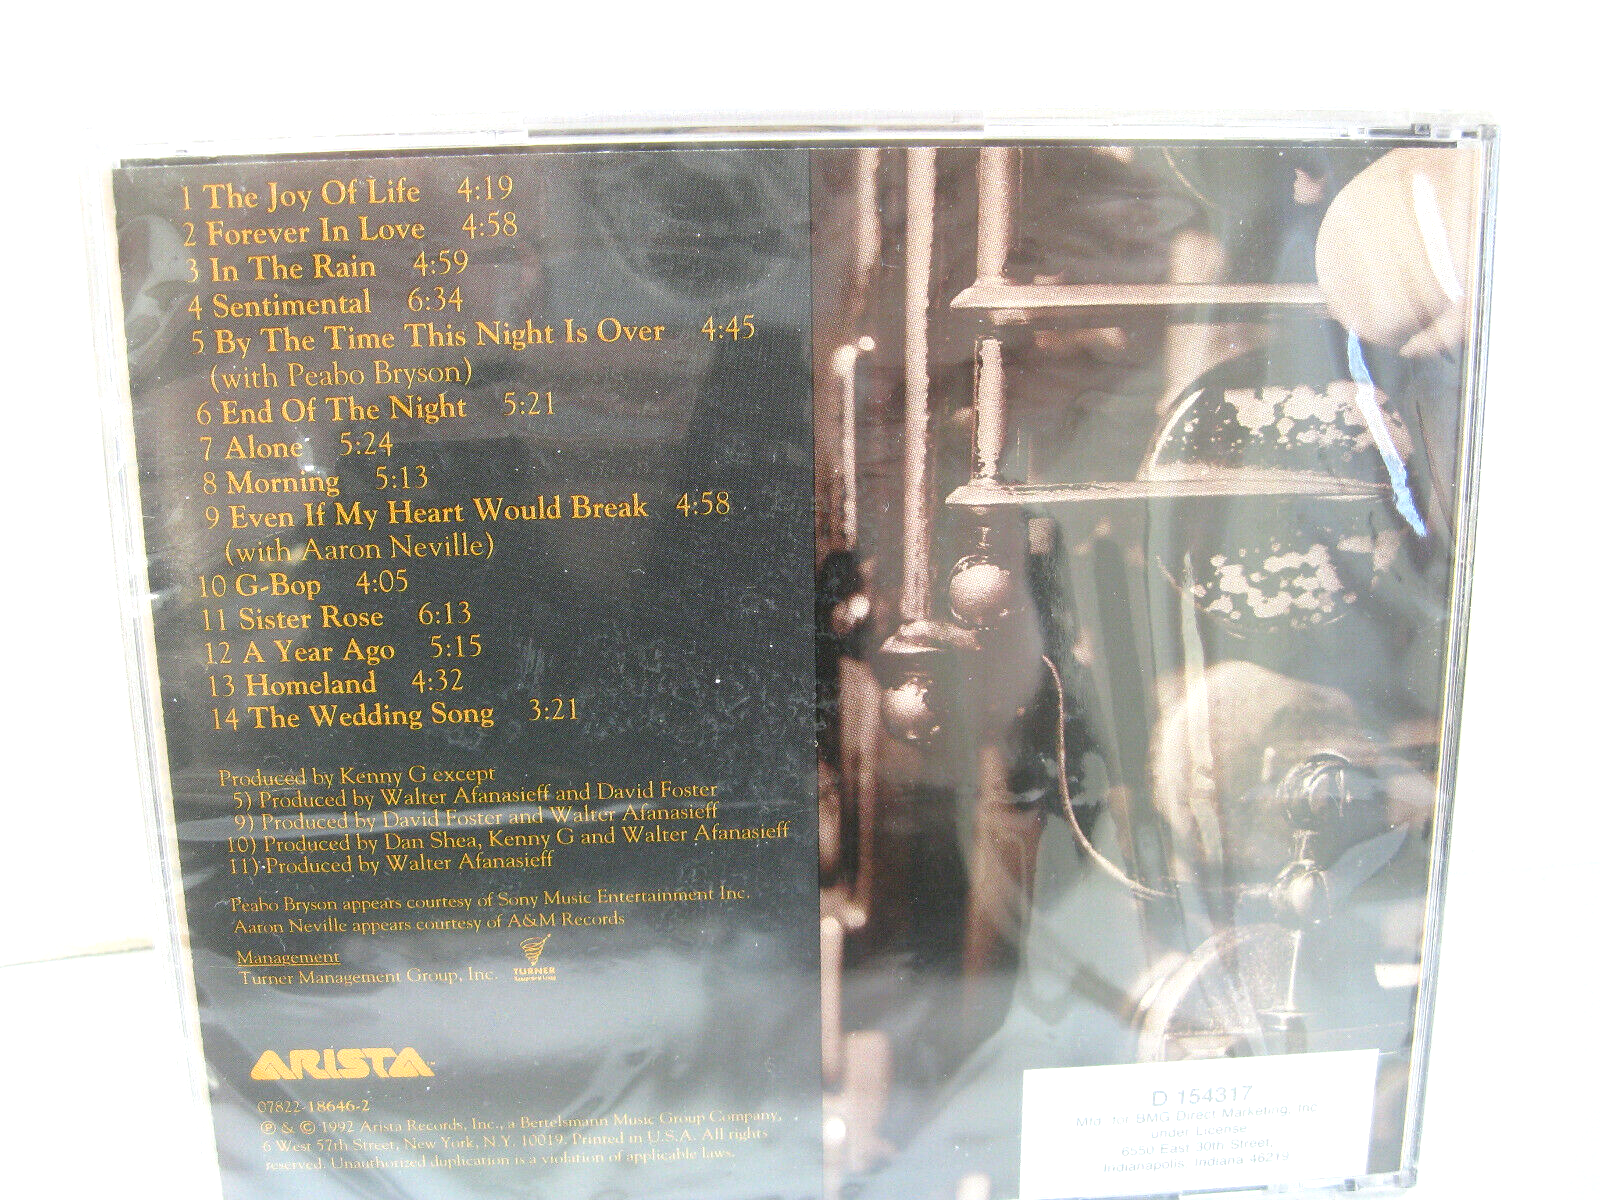 1 The Joy Of Life 4:19
2 Forever In Love 4:58
3 In The Rain 4:59
4 Sentimental 6:34
5 By The Time This Night Is Over 4:45
(with Peabo Bryson)
6 End Of The Night 5:21
7 Alone 5:24
8 Morning 5:13
9 Even If My Heart Would Break 4:58
(with Aaron Neville)
10 G-Bop 4:05
11 Sister Rose 6:13
12 A Year Ago 5:15
13 Homeland 4:32
14 The Wedding Song 3:21
Produced by Kenny G except
5) Produced by Walter Afanasieff and David Foster
9) Produced by David Foster and Walter Afanasieff
10) Produced by Dan Shea, Kenny G and Walter Afanasieff
11) Produced by Walter Afanasieff
Peabo Bryson appears courtesy of Sony Music Entertainment Inc.
Aaron Neville appears courtesy of A&M Records
Management
Turner Management Group, Inc.
TURNER
ARISTA
07822-18646-2
℗ & © 1992 Arista Records, Inc., a Bertelsmann Music Group Company,
6 West 57th Street, New York, N.Y. 10019. Printed in U.S.A. All rights
reserved. Unauthorized duplication is a violation of applicable laws.
D 154317
Mfg. for BMG Direct Marketing, Inc.
under License
6550 East 30th Street,
Indianapolis, Indiana 46219